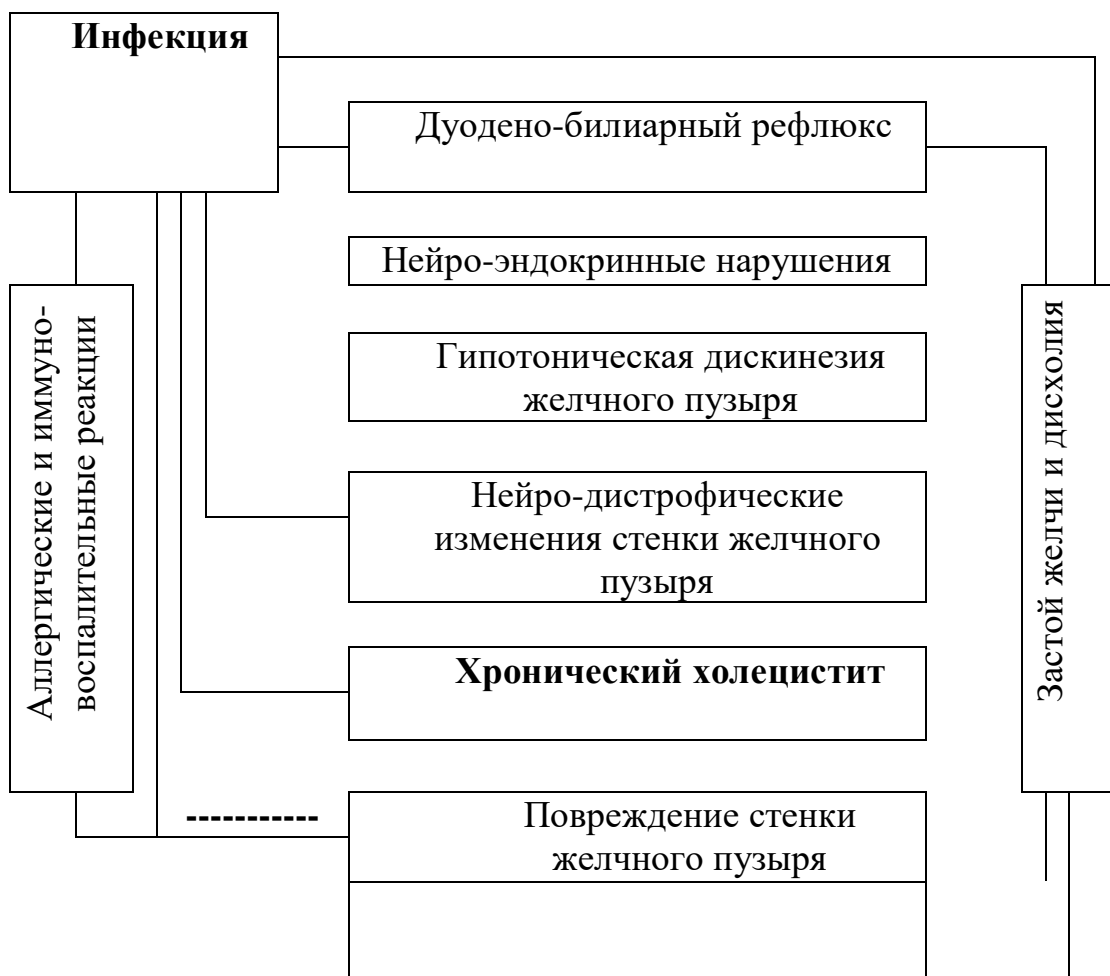 Инфекция
Дуодено-билиарный рефлюкс
Нейро-эндокринные нарушения
Гипотоническая дискинезия
желчного пузыря
Нейро-дистрофические
изменения стенки желчного
пузыря
Хронический холецистит
-----------
Повреждение стенки
желчного пузыря
Аллергические и иммуно-
воспалительные реакции
Застой желчи и дисхолия